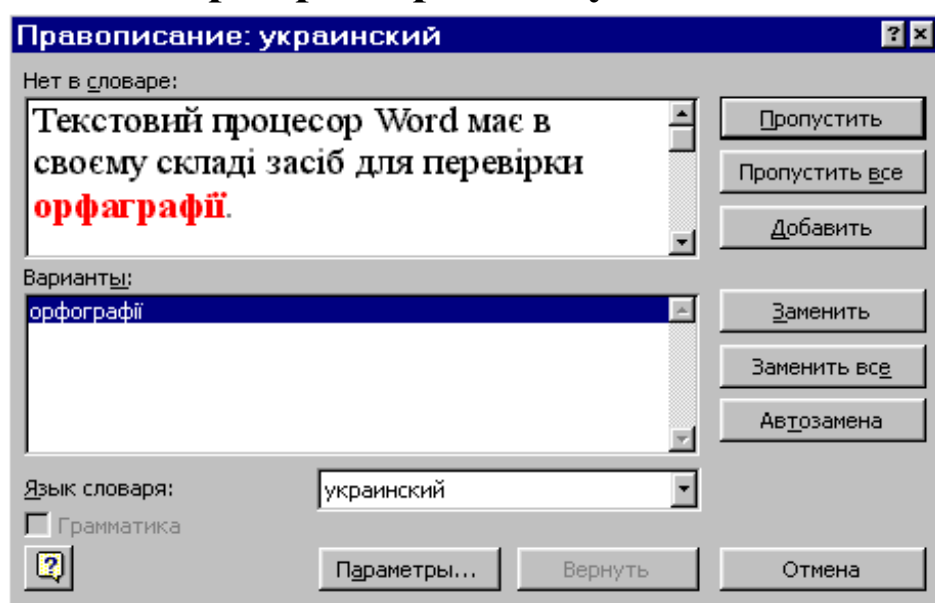 Правописание: украинский
Нет в словаре:
Текстовий процесор Word має в
своєму складі засіб для перевірки
орфаграфії.
Пропустить
Пропустить все
Добавить
Варианты:
орфографії
Заменить
Заменить все
Автозамена
Язык словаря:
украинский
Грамматика
Параметры...
Вернуть
Отмена